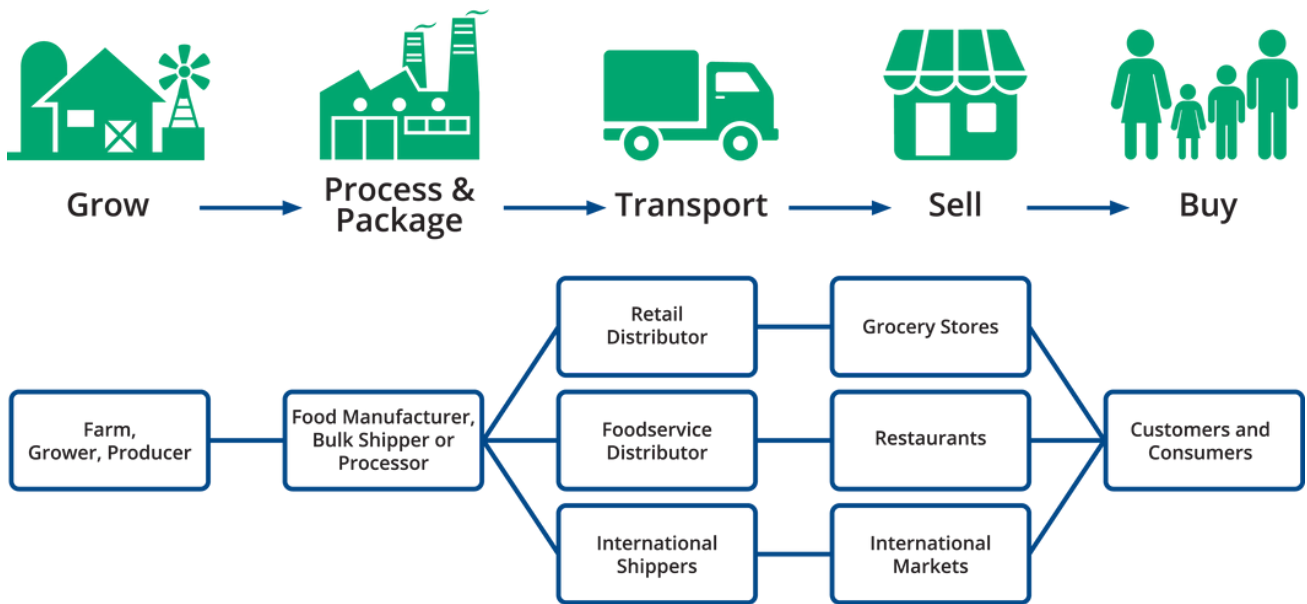 Grow
Process &
Package
Transport
Sell
Buy
Retail
Distributor
Grocery Stores
Farm,
Grower, Producer
Food Manufacturer,
Bulk Shipper or
Processor
Foodservice
Distributor
Restaurants
Customers and
Consumers
International
Shippers
International
Markets